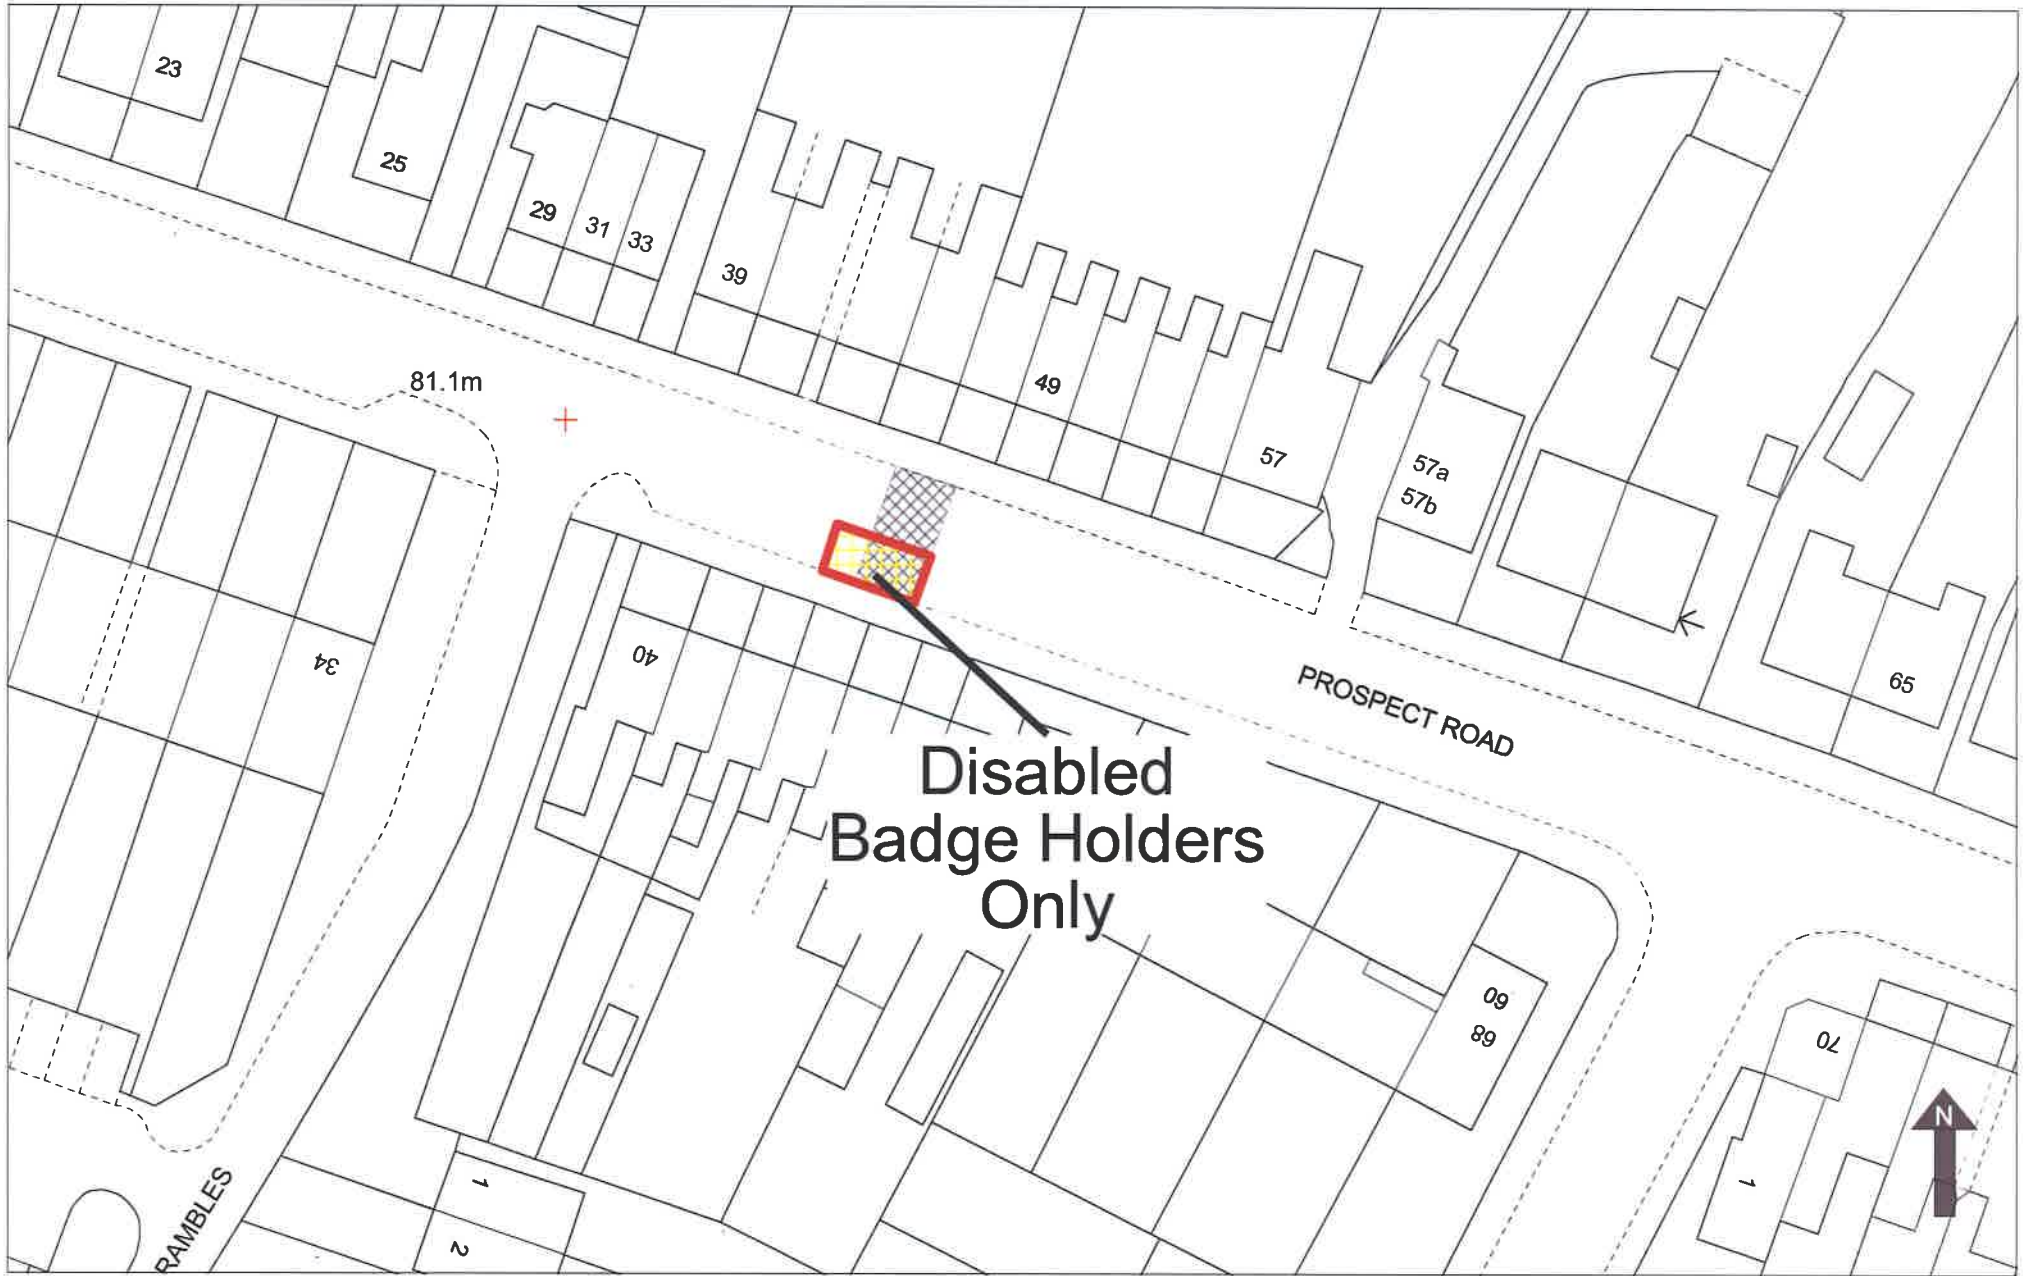 23
25
29
31
33
39
81.1m
49
57
57a
57b
40
34
65
PROSPECT ROAD
Disabled
Badge Holders
Only
60
68
70
N
1
1
2
RAMBLES